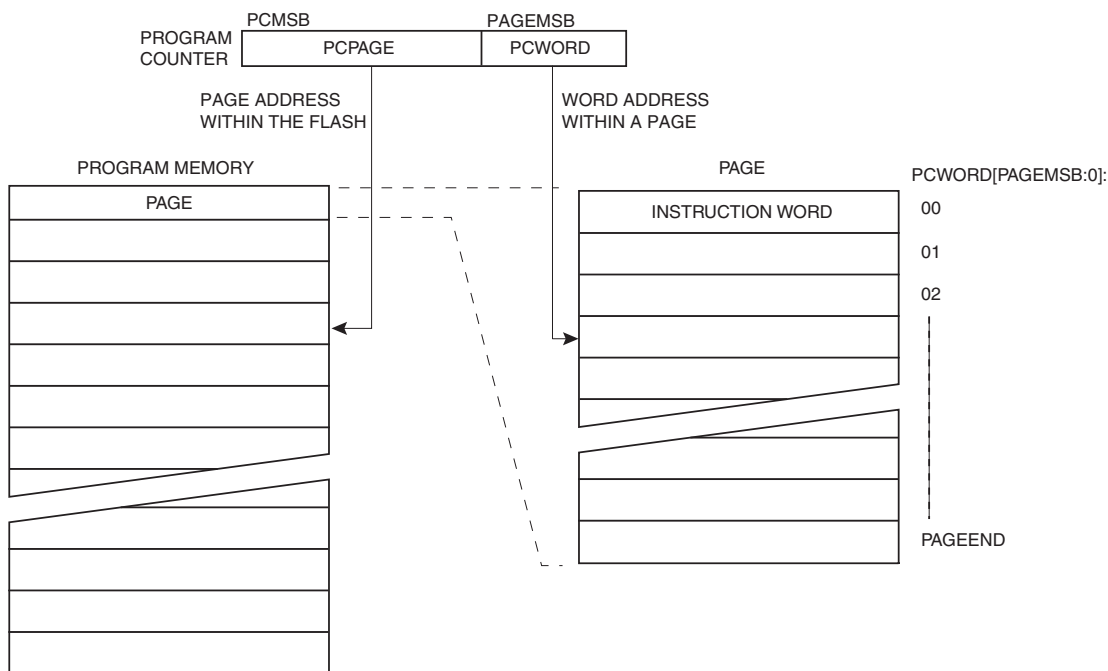 PCMSB
PAGEMSB
PROGRAM
COUNTER
PCPAGE
PCWORD
PAGE ADDRESS
WITHIN THE FLASH
WORD ADDRESS
WITHIN A PAGE
PROGRAM MEMORY
PAGE
PAGE
PCWORD[PAGEMSB:0]:
INSTRUCTION WORD
00
01
02
PAGEEND